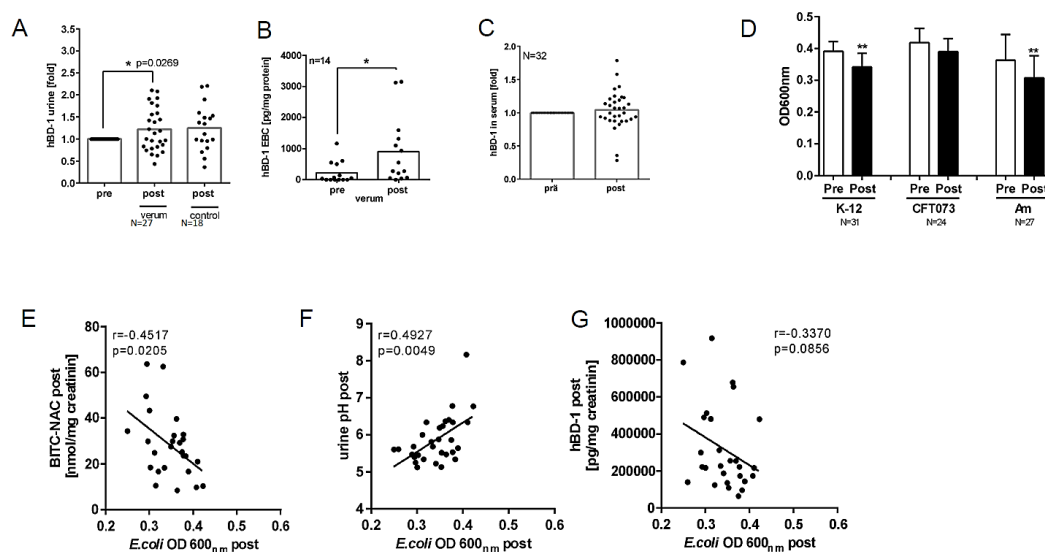 A
hBD-1 urine [fold]
3.5
3.0
2.5
2.0
1.5
1.0
0.5
0.0
* p=0.0269
pre post post
verum control
N=27 N=18
B
hBD-1 EBC [pg/mg protein]
4000
3000
2000
1000
0
n=14
*
pre post
verum
C
hBD-1 in serum [fold]
2.0
1.5
1.0
0.5
0.0
N=32
prä post
D
OD600nm
0.5
0.4
0.3
0.2
0.1
0.0
** **
Pre Post Pre Post Pre Post
K-12 CFT073 Am
N=31 N=24 N=27
E
BITC-NAC post
[nmol/mg creatinin]
80
60
40
20
0
r=-0.4517
p=0.0205
0.2 0.3 0.4 0.5 0.6
E.coli OD 600nm post
F
urine pH post
9
8
7
6
5
4
r=0.4927
p=0.0049
0.2 0.3 0.4 0.5 0.6
E.coli OD 600nm post
G
hBD-1 post
[pg/mg creatinin]
1000000
800000
600000
400000
200000
0
r=-0.3370
p=0.0856
0.2 0.3 0.4 0.5 0.6
E.coli OD 600nm post